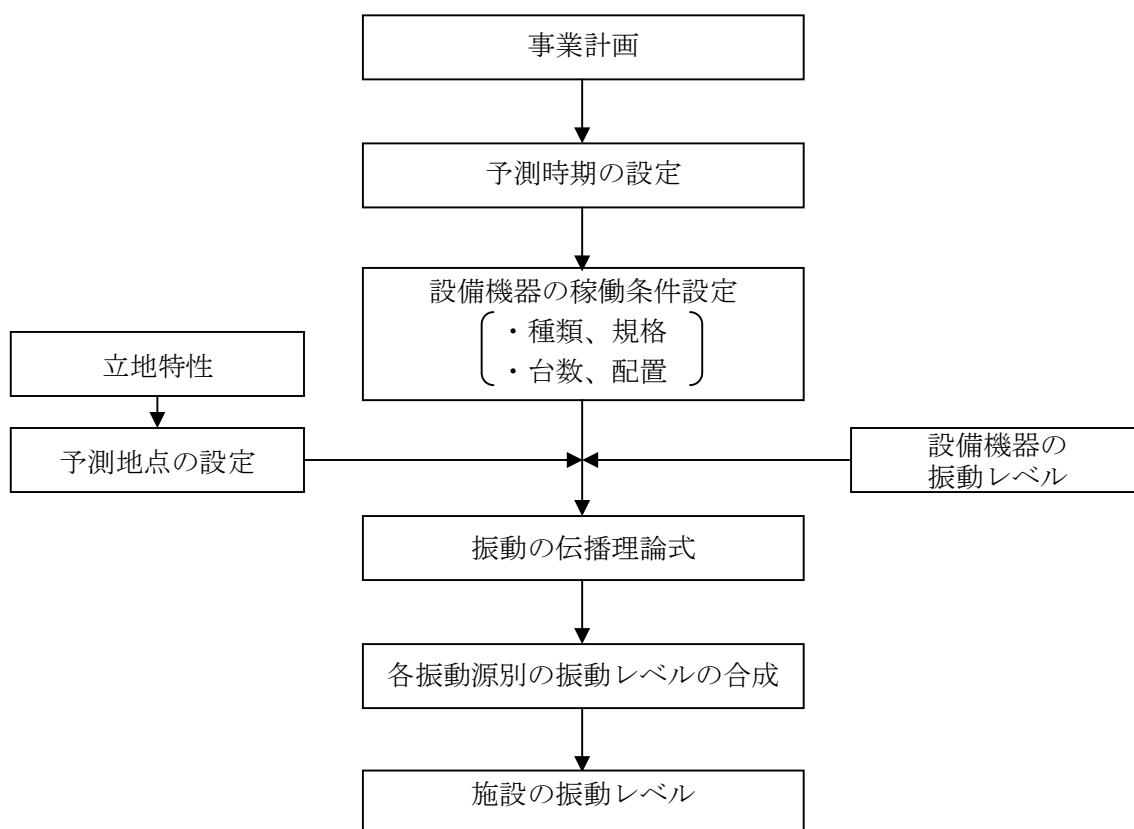 事業計画
予測時期の設定
設備機器の稼働条件設定
・種類、規格
・台数、配置
立地特性
予測地点の設定
設備機器の
振動レベル
振動の伝播理論式
各振動源別の振動レベルの合成
施設の振動レベル